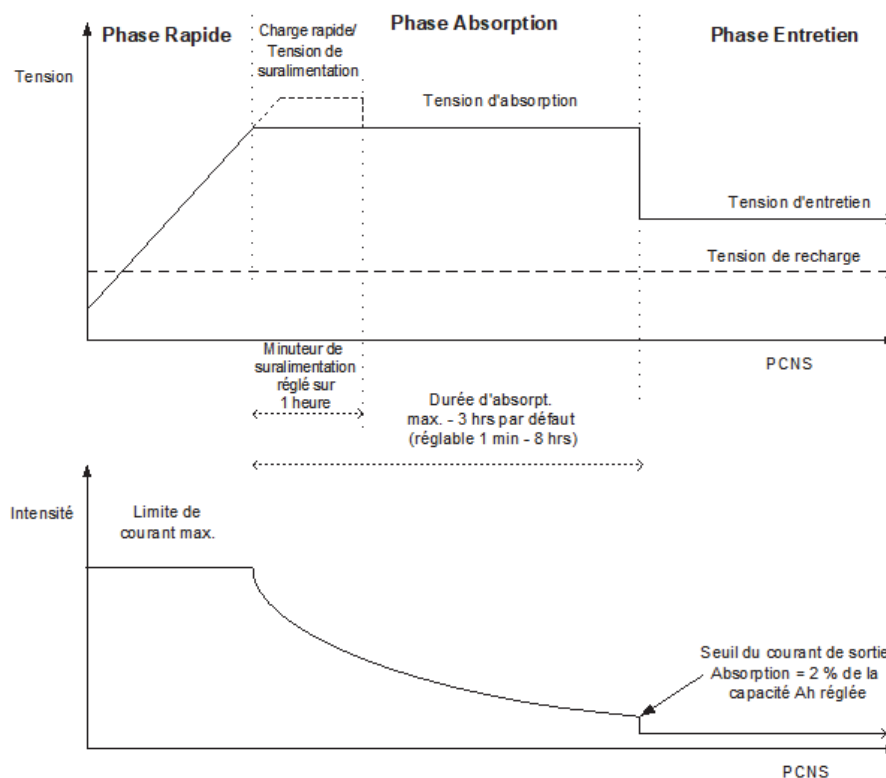 Phase Rapide
Charge rapide/
Tension de
suralimentation
Phase Absorption
Phase Entretien
Tension
Tension d'absorption
Tension d'entretien
Tension de recharge
PCNS
Minuteur de
suralimentation
réglé sur
1 heure
Durée d'absorpt.
max. - 3 hrs par défaut
(réglable 1 min - 8 hrs)
Intensité
Limite de
courant max.
Seuil du courant de sortie
Absorption = 2 % de la
capacité Ah réglée
PCNS